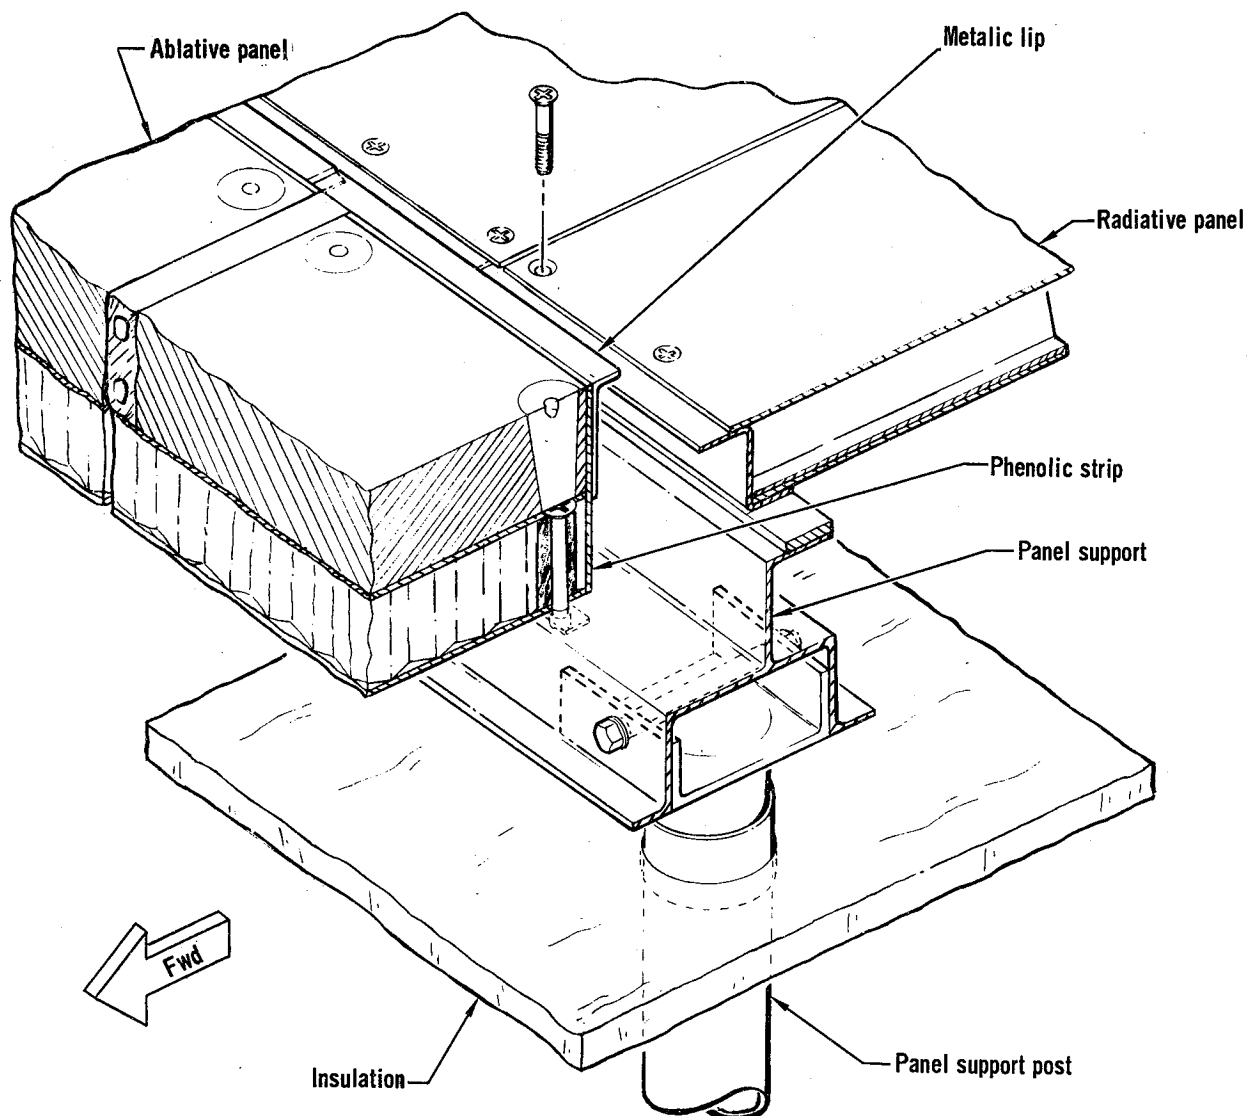 Metalic lip
Ablative panel
Radiative panel
Phenolic strip
Panel support
Fwd
Panel support post
Insulation